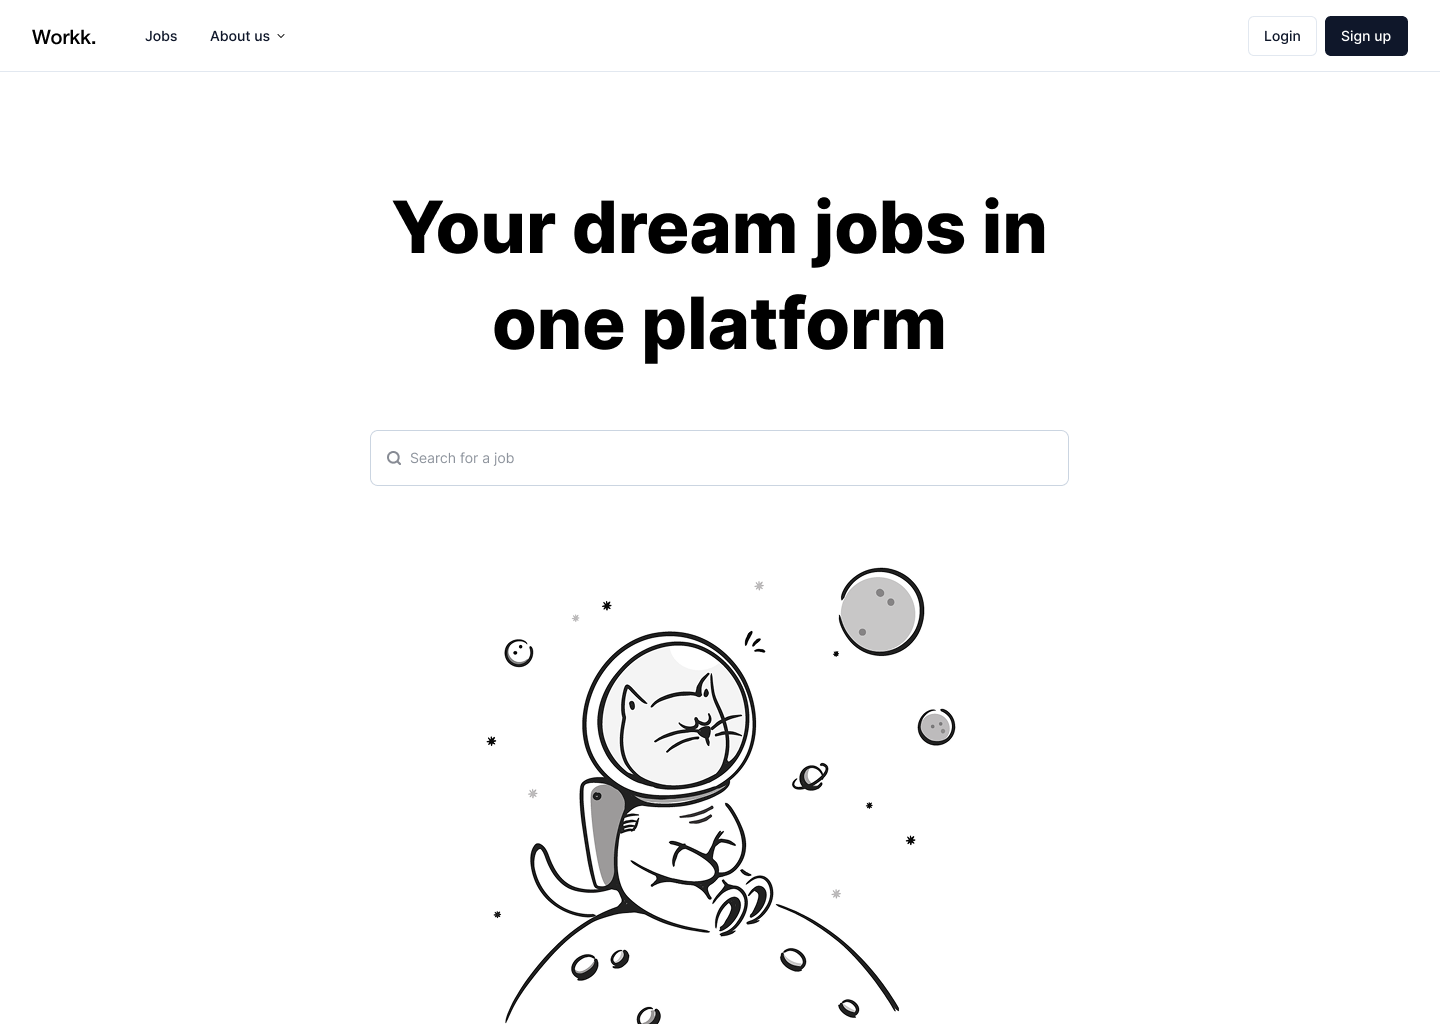 Workk.
Jobs
About us
Login
Sign up
Your dream jobs in
one platform
Search for a job